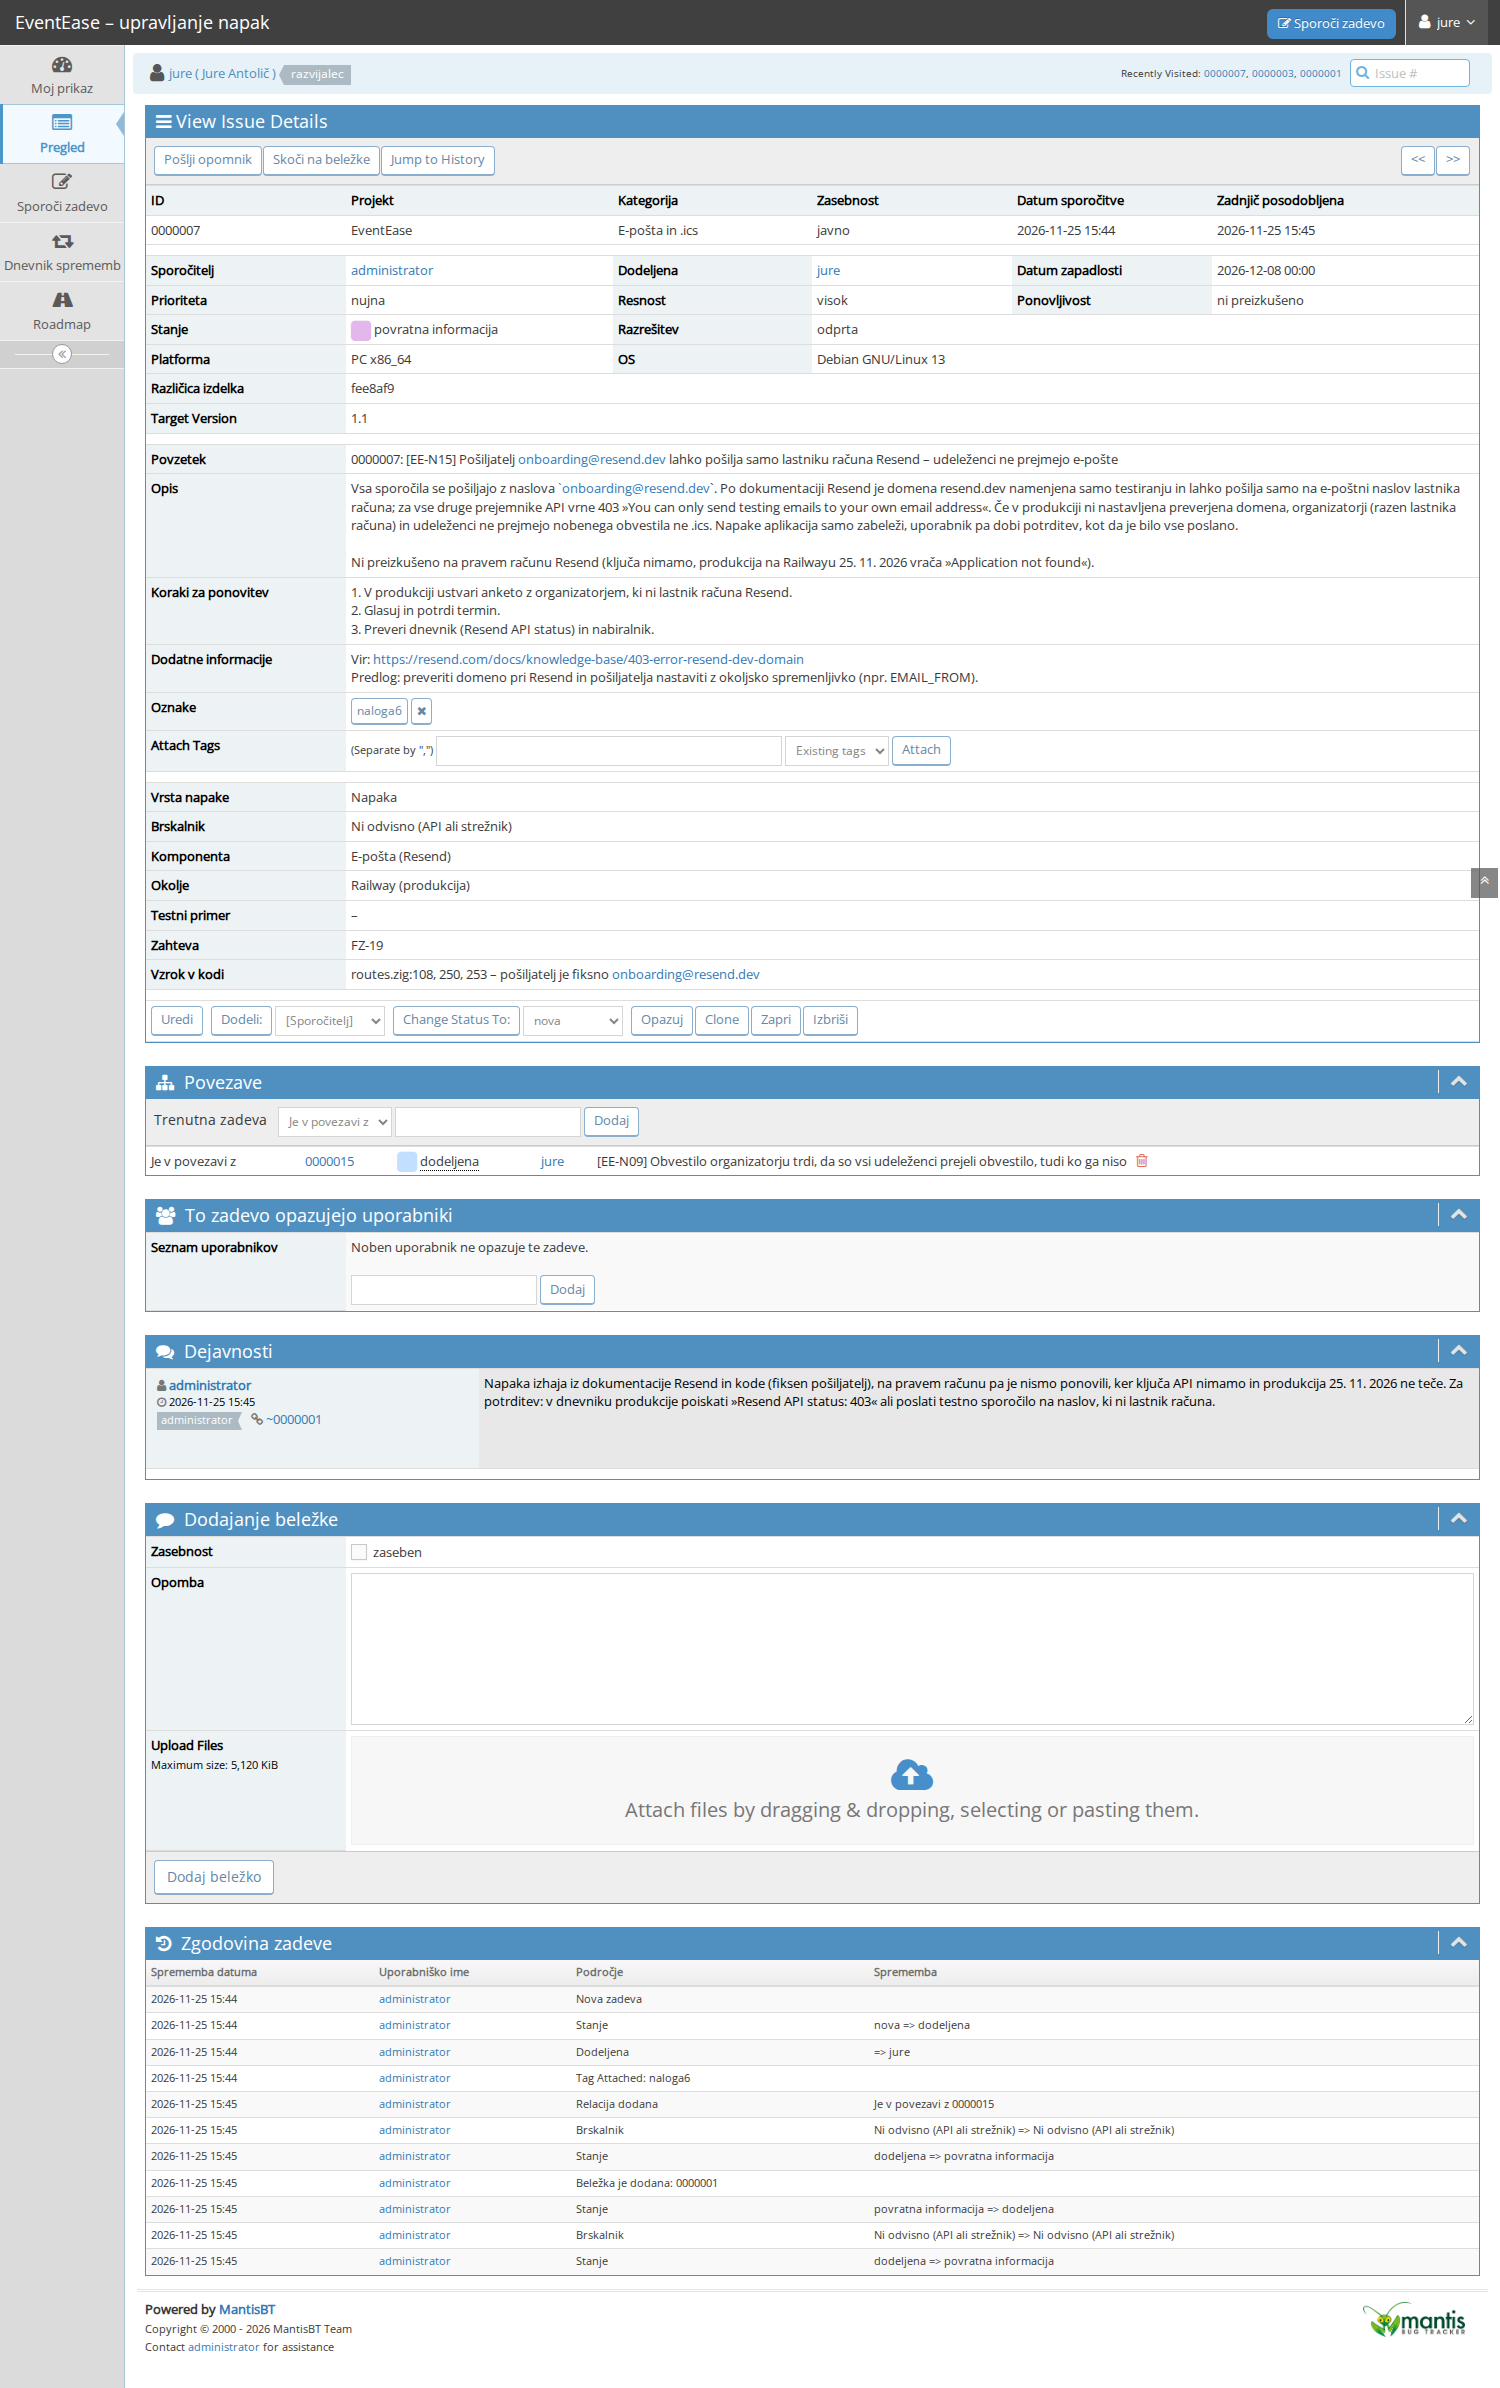 EventEase – upravljanje napak
Sporoči zadevo
jure
Moj prikaz
Pregled
Sporoči zadevo
Dnevnik sprememb
Roadmap
jure ( Jure Antolič ) razvijalec
Recently Visited: 0000007, 0000003, 0000001
Issue #
View Issue Details
Pošlji opomnik Skoči na beležke Jump to History << >>
ID Projekt Kategorija Zasebnost Datum sporočitve Zadnjič posodobljena
0000007 EventEase E-pošta in .ics javno 2026-11-25 15:44 2026-11-25 15:45
Sporočitelj administrator Dodeljena jure Datum zapadlosti 2026-12-08 00:00
Prioriteta nujna Resnost visok Ponovljivost ni preizkušeno
Stanje povratna informacija Razrešitev odprta
Platforma PC x86_64 OS Debian GNU/Linux 13
Različica izdelka fee8af9
Target Version 1.1
Povzetek 0000007: [EE-N15] Pošiljatelj onboarding@resend.dev lahko pošilja samo lastniku računa Resend – udeleženci ne prejmejo e-pošte
Opis Vsa sporočila se pošiljajo z naslova `onboarding@resend.dev`. Po dokumentaciji Resend je domena resend.dev namenjena samo testiranju in lahko pošilja samo na e-poštni naslov lastnika
računa; za vse druge prejemnike API vrne 403 »You can only send testing emails to your own email address«. Če v produkciji ni nastavljena preverjena domena, organizatorji (razen lastnika
računa) in udeleženci ne prejmejo nobenega obvestila ne .ics. Napake aplikacija samo zabeleži, uporabnik pa dobi potrditev, kot da je bilo vse poslano.
Ni preizkušeno na pravem računu Resend (ključa nimamo, produkcija na Railwayu 25. 11. 2026 vrača »Application not found«).
Koraki za ponovitev 1. V produkciji ustvari anketo z organizatorjem, ki ni lastnik računa Resend.
2. Glasuj in potrdi termin.
3. Preveri dnevnik (Resend API status) in nabiralnik.
Dodatne informacije Vir: https://resend.com/docs/knowledge-base/403-error-resend-dev-domain
Predlog: preveriti domeno pri Resend in pošiljatelja nastaviti z okoljsko spremenljivko (npr. EMAIL_FROM).
Oznake naloga6
Attach Tags (Separate by ",") Existing tags Attach
Vrsta napake Napaka
Brskalnik Ni odvisno (API ali strežnik)
Komponenta E-pošta (Resend)
Okolje Railway (produkcija)
Testni primer –
Zahteva FZ-19
Vzrok v kodi routes.zig:108, 250, 253 – pošiljatelj je fiksno onboarding@resend.dev
Uredi Dodeli: [Sporočitelj] Change Status To: nova Opazuj Clone Zapri Izbriši
Povezave
Trenutna zadeva Je v povezavi z Dodaj
Je v povezavi z 0000015 dodeljena jure [EE-N09] Obvestilo organizatorju trdi, da so vsi udeleženci prejeli obvestilo, tudi ko ga niso
To zadevo opazujejo uporabniki
Seznam uporabnikov Noben uporabnik ne opazuje te zadeve.
Dodaj
Dejavnosti
administrator
2026-11-25 15:45
administrator ~0000001
Napaka izhaja iz dokumentacije Resend in kode (fiksen pošiljatelj), na pravem računu pa je nismo ponovili, ker ključa API nimamo in produkcija 25. 11. 2026 ne teče. Za
potrditev: v dnevniku produkcije poiskati »Resend API status: 403« ali poslati testno sporočilo na naslov, ki ni lastnik računa.
Dodajanje beležke
Zasebnost zaseben
Opomba
Upload Files
Maximum size: 5,120 KiB
Attach files by dragging & dropping, selecting or pasting them.
Dodaj beležko
Zgodovina zadeve
Sprememba datuma Uporabniško ime Področje Sprememba
2026-11-25 15:44 administrator Nova zadeva
2026-11-25 15:44 administrator Stanje nova => dodeljena
2026-11-25 15:44 administrator Dodeljena => jure
2026-11-25 15:44 administrator Tag Attached: naloga6
2026-11-25 15:45 administrator Relacija dodana Je v povezavi z 0000015
2026-11-25 15:45 administrator Brskalnik Ni odvisno (API ali strežnik) => Ni odvisno (API ali strežnik)
2026-11-25 15:45 administrator Stanje dodeljena => povratna informacija
2026-11-25 15:45 administrator Beležka je dodana: 0000001
2026-11-25 15:45 administrator Stanje povratna informacija => dodeljena
2026-11-25 15:45 administrator Brskalnik Ni odvisno (API ali strežnik) => Ni odvisno (API ali strežnik)
2026-11-25 15:45 administrator Stanje dodeljena => povratna informacija
Powered by MantisBT
Copyright © 2000 - 2026 MantisBT Team
Contact administrator for assistance
mantis
BUG TRACKER